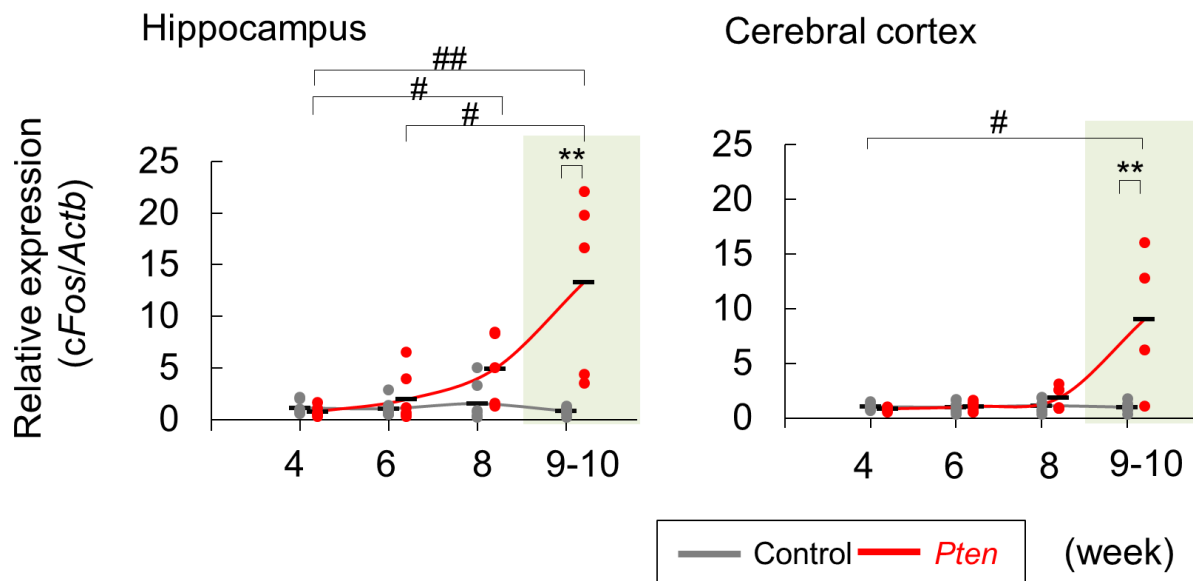 Hippocampus
##
#
#
**
25
20
15
10
5
0
4 6 8 9-10
Relative expression
(cFos/Actb)
Cerebral cortex
#
**
25
20
15
10
5
0
4 6 8 9-10
Control Pten
(week)